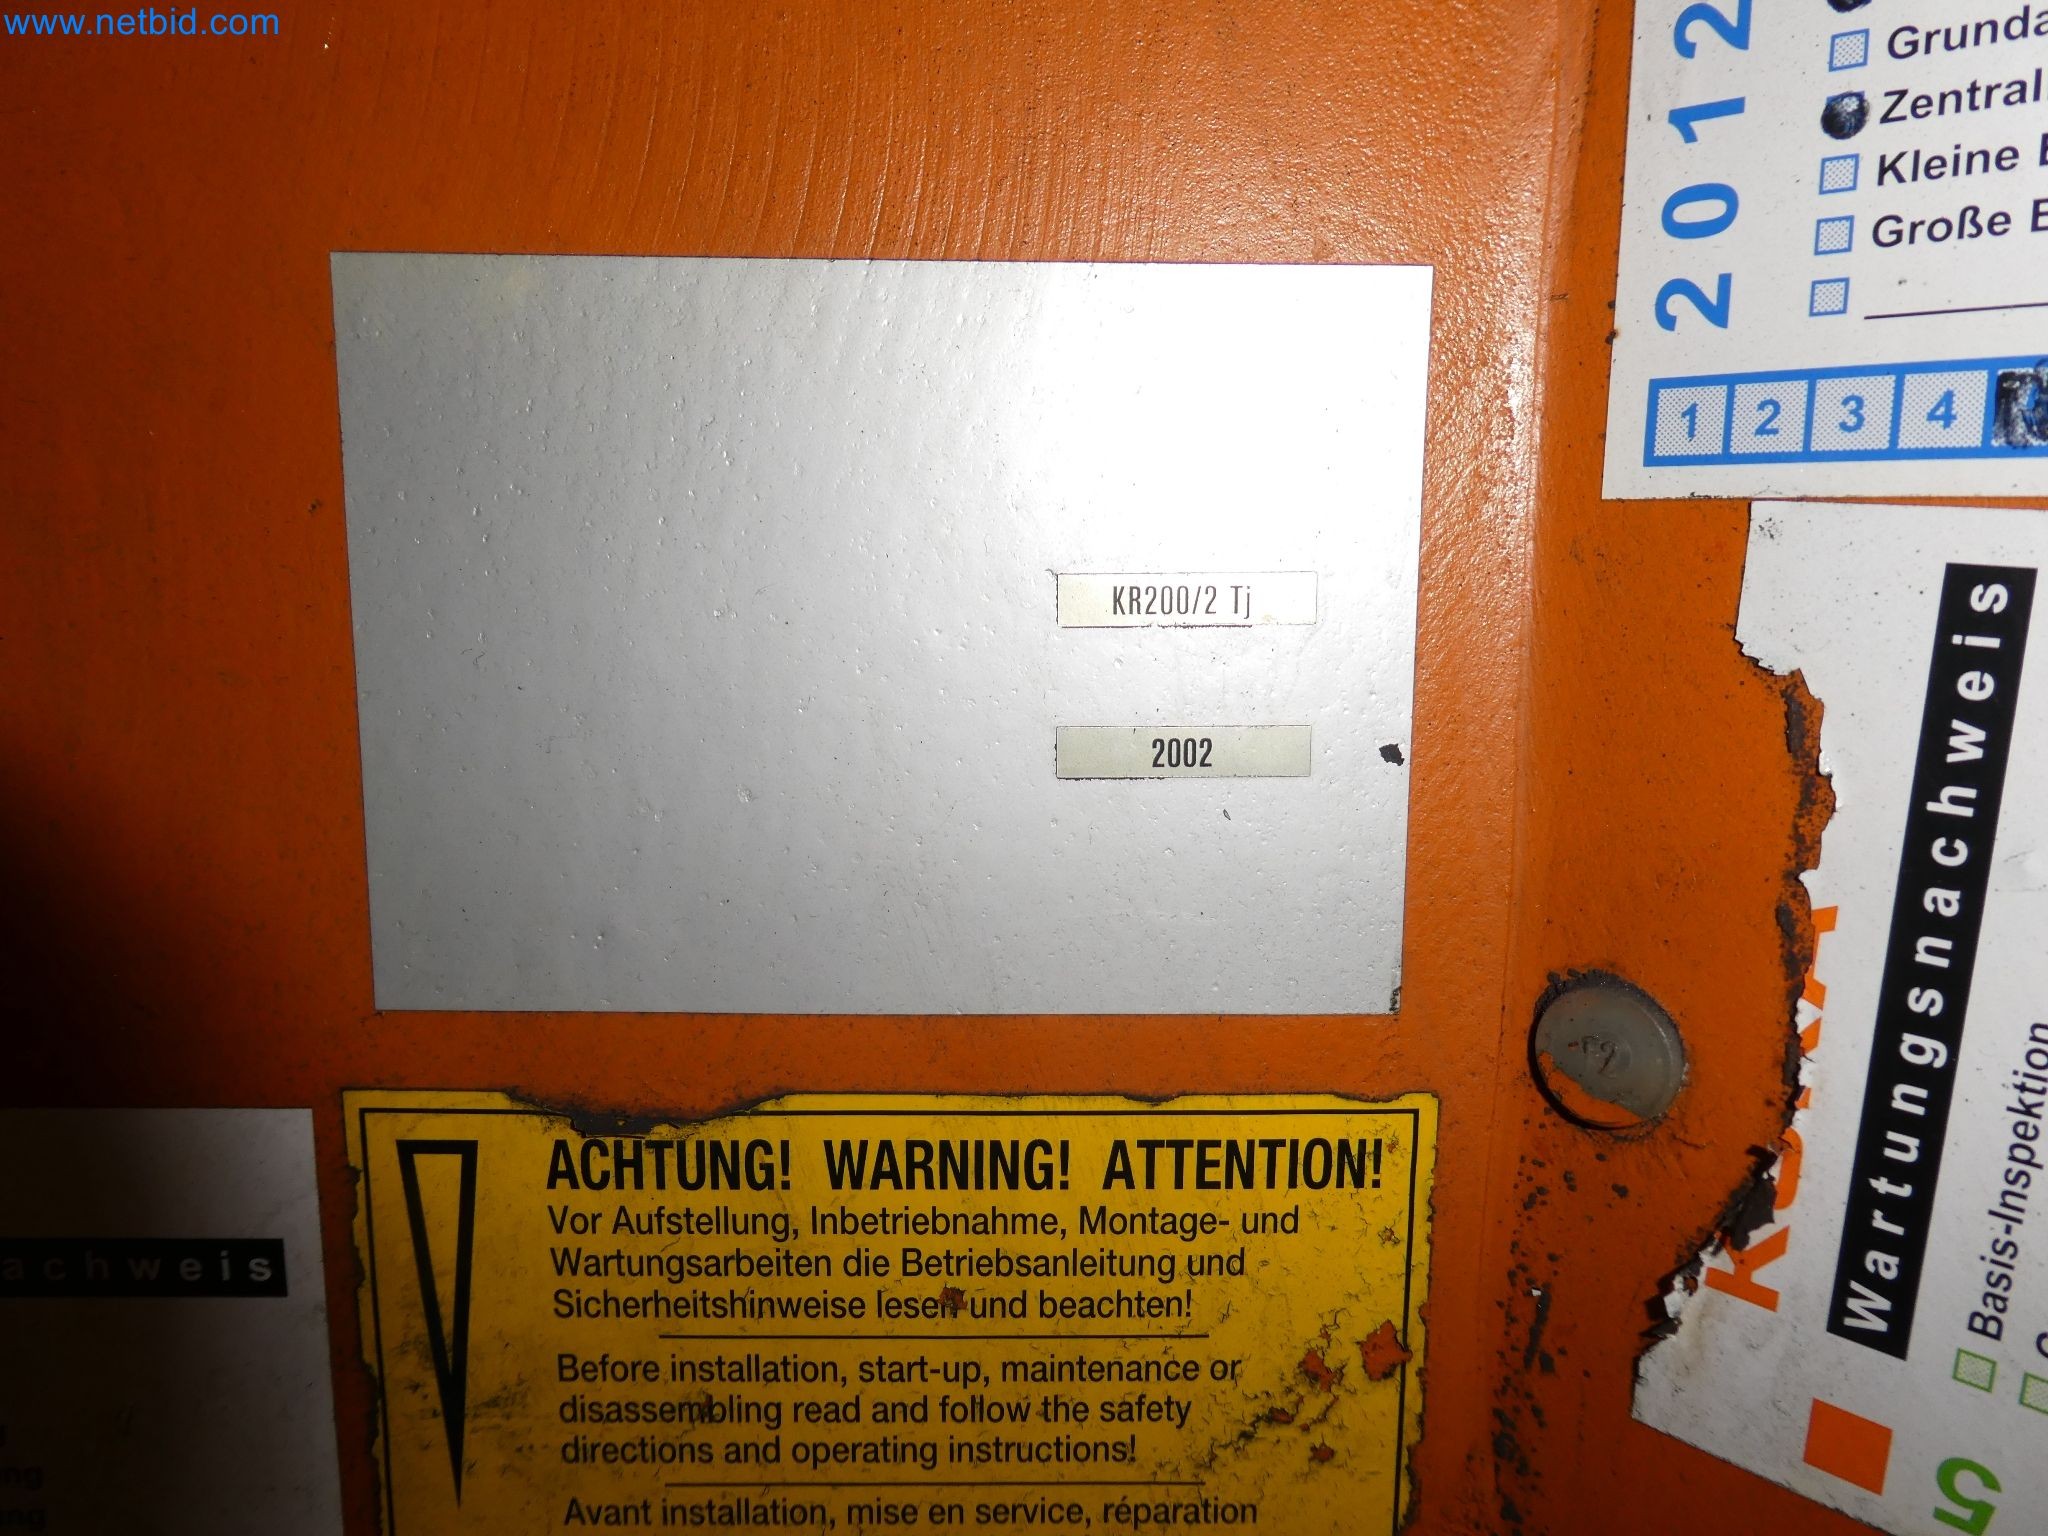 www.netbid.com
2012
Grunda
Zentral
Kleine
Große
1 2 3 4
KR200/2 Tj
2002
Wartungsnachweis
Basis-Inspektion
achweis
ACHTUNG! WARNING! ATTENTION!
Vor Aufstellung, Inbetriebnahme, Montage- und
Wartungsarbeiten die Betriebsanleitung und
Sicherheitshinweise lesen und beachten!
Before installation, start-up, maintenance or
disassembling read and follow the safety
directions and operating instructions!
Avant installation, mise en service, réparation
ng
ung
5